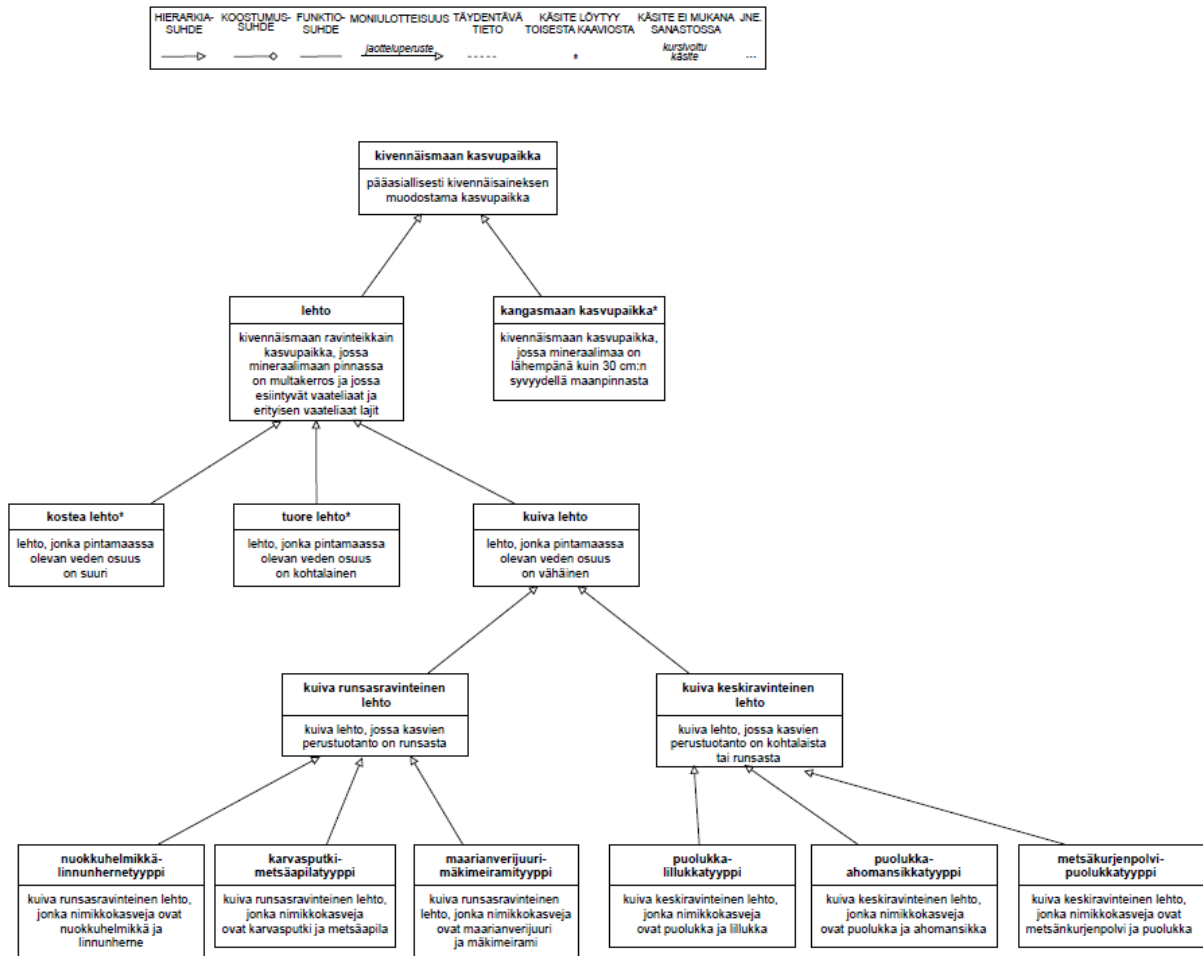 HIERARKIA-
SUHDE
KOOSTUMUS-
SUHDE
FUNKTIO-
SUHDE
MONIULOTTEISUUS
jaotteluperuste
TÄYDENTÄVÄ
TIETO
KÄSITE LÖYTYY
TOISESTA KAAVIOSTA
*
KÄSITE EI MUKANA
SANASTOSSA
kursivoitu
käsite
JNE.
...
kivennäismaan kasvupaikka
pääasiallisesti kivennäisaineksen
muodostama kasvupaikka
lehto
kivennäismaan ravinteikkain
kasvupaikka, jossa
mineraalimaan pinnassa
on multakerros ja jossa
esiintyvät vaateliaat ja
erityisen vaateliaat lajit
kangasmaan kasvupaikka*
kivennäismaan kasvupaikka,
jossa mineraalimaa on
lähempänä kuin 30 cm:n
syvyydellä maanpinnasta
kostea lehto*
lehto, jonka pintamaassa
olevan veden osuus
on suuri
tuore lehto*
lehto, jonka pintamaassa
olevan veden osuus
on kohtalainen
kuiva lehto
lehto, jonka pintamaassa
olevan veden osuus
on vähäinen
kuiva runsasravinteinen
lehto
kuiva lehto, jossa kasvien
perustuotanto on runsasta
kuiva keskiravinteinen
lehto
kuiva lehto, jossa kasvien
perustuotanto on kohtalaista
tai runsasta
nuokkuhelmikkä-
linnunhernetyyppi
kuiva runsasravinteinen lehto,
jonka nimikkokasveja ovat
nuokkuhelmikkä ja
linnunherne
karvasputki-
metsäapilatyyppi
kuiva runsasravinteinen lehto,
jonka nimikkokasveja
ovat karvasputki ja metsäapila
maarianverijuuri-
mäkimeiramityyppi
kuiva runsasravinteinen
lehto, jonka nimikkokasveja
ovat maarianverijuuri
ja mäkimeirami
puolukka-
lillukkatyyppi
kuiva keskiravinteinen lehto,
jonka nimikkokasveja
ovat puolukka ja lillukka
puolukka-
ahomansikkatyyppi
kuiva keskiravinteinen lehto,
jonka nimikkokasveja
ovat puolukka ja ahomansikka
metsäkurjenpolvi-
puolukkatyyppi
kuiva keskiravinteinen lehto,
jonka nimikkokasveja ovat
metsänkurjenpolvi ja puolukka